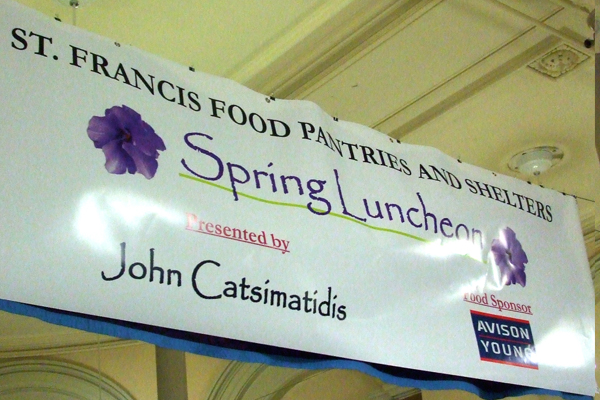 ST. FRANCIS FOOD PANTRIES AND SHELTERS
Spring Luncheon
Presented by
John Catsimatidis
Food Sponsor
AVISON
YOUNG